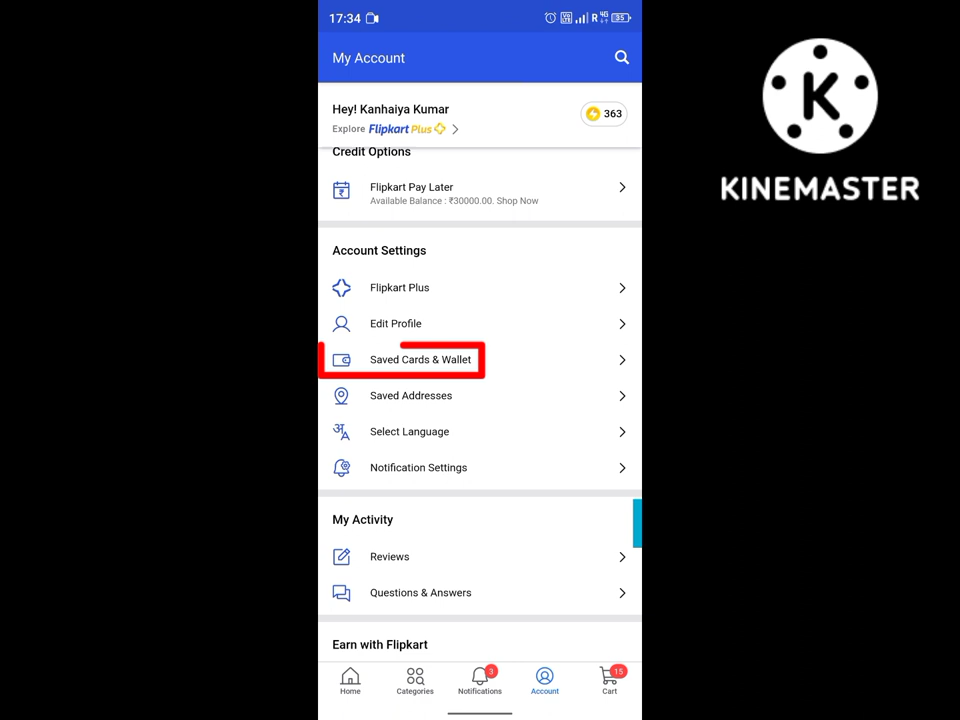 17:34
R 4G 35
My Account
Hey! Kanhaiya Kumar
363
Explore Flipkart Plus
Credit Options
Flipkart Pay Later
Available Balance : ₹30000.00. Shop Now
Account Settings
Flipkart Plus
Edit Profile
Saved Cards & Wallet
Saved Addresses
Select Language
Notification Settings
My Activity
Reviews
Questions & Answers
Earn with Flipkart
3
15
Home
Categories
Notifications
Account
Cart
K
KINEMASTER